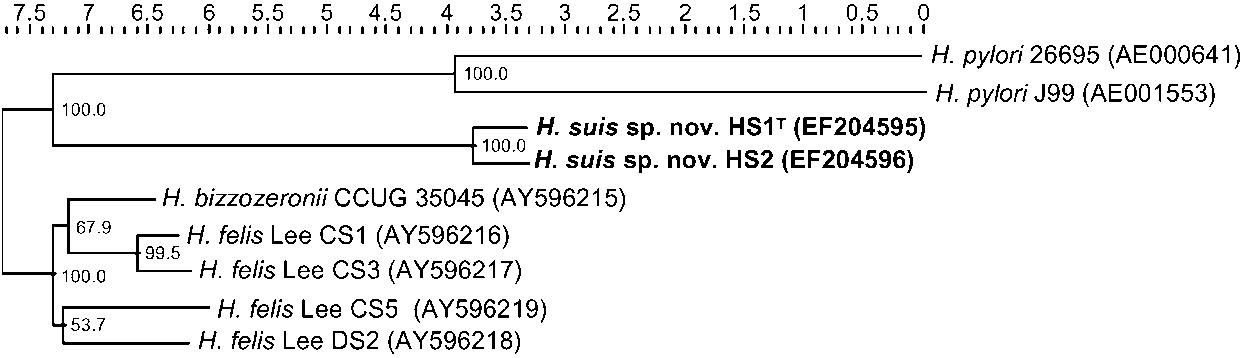 7.5 7 6.5 6 5.5 5 4.5 4 3.5 3 2.5 2 1.5 1 0.5 0
H. pylori 26695 (AE000641)
100.0
H. pylori J99 (AE001553)
100.0
H. suis sp. nov. HS1ᵀ (EF204595)
100.0
H. suis sp. nov. HS2 (EF204596)
H. bizzozeronii CCUG 35045 (AY596215)
67.9
H. felis Lee CS1 (AY596216)
99.5
H. felis Lee CS3 (AY596217)
100.0
H. felis Lee CS5 (AY596219)
53.7
H. felis Lee DS2 (AY596218)